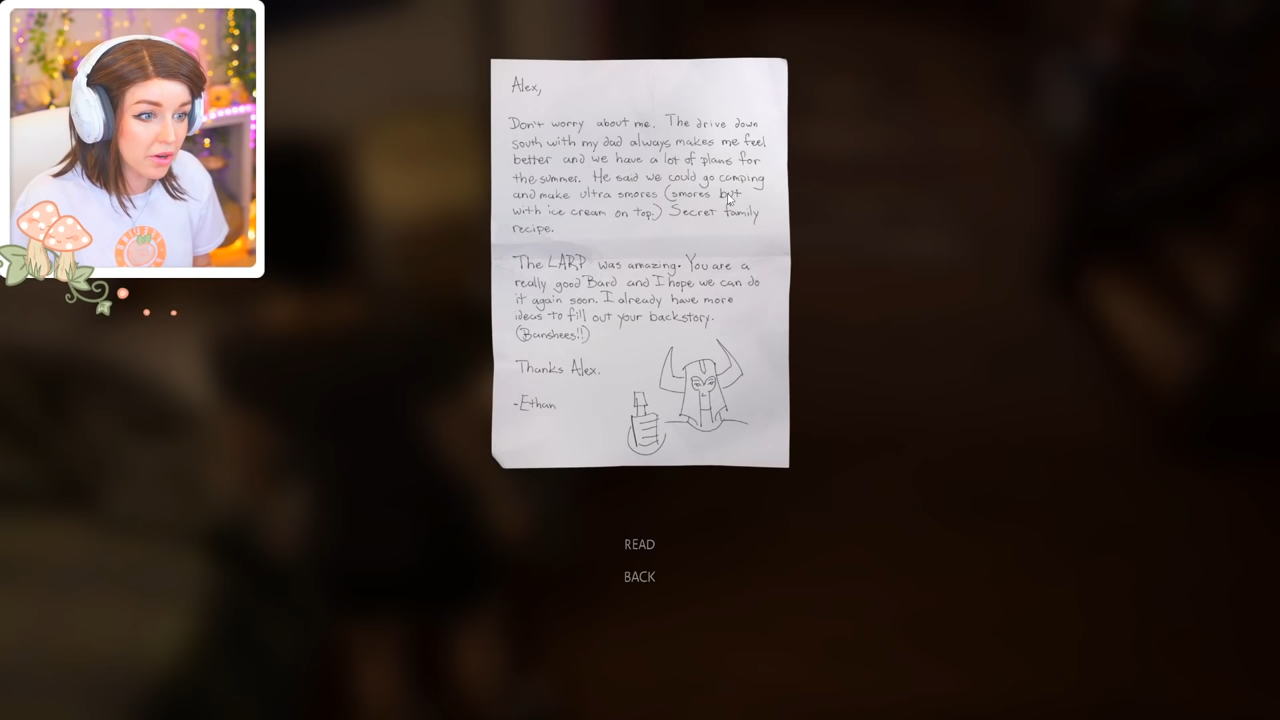 Alex,
Don't worry about me. The drive down
south with my dad always makes me feel
better and we have a lot of plans for
the summer. He said we could go camping
and make ultra smores (smores but
with ice cream on top.) Secret family
recipe.
The LARP was amazing. You are a
really good Bard and I hope we can do
it again soon. I already have more
ideas to fill out your backstory.
(Banshees!!)
Thanks Alex.
-Ethan
READ
BACK